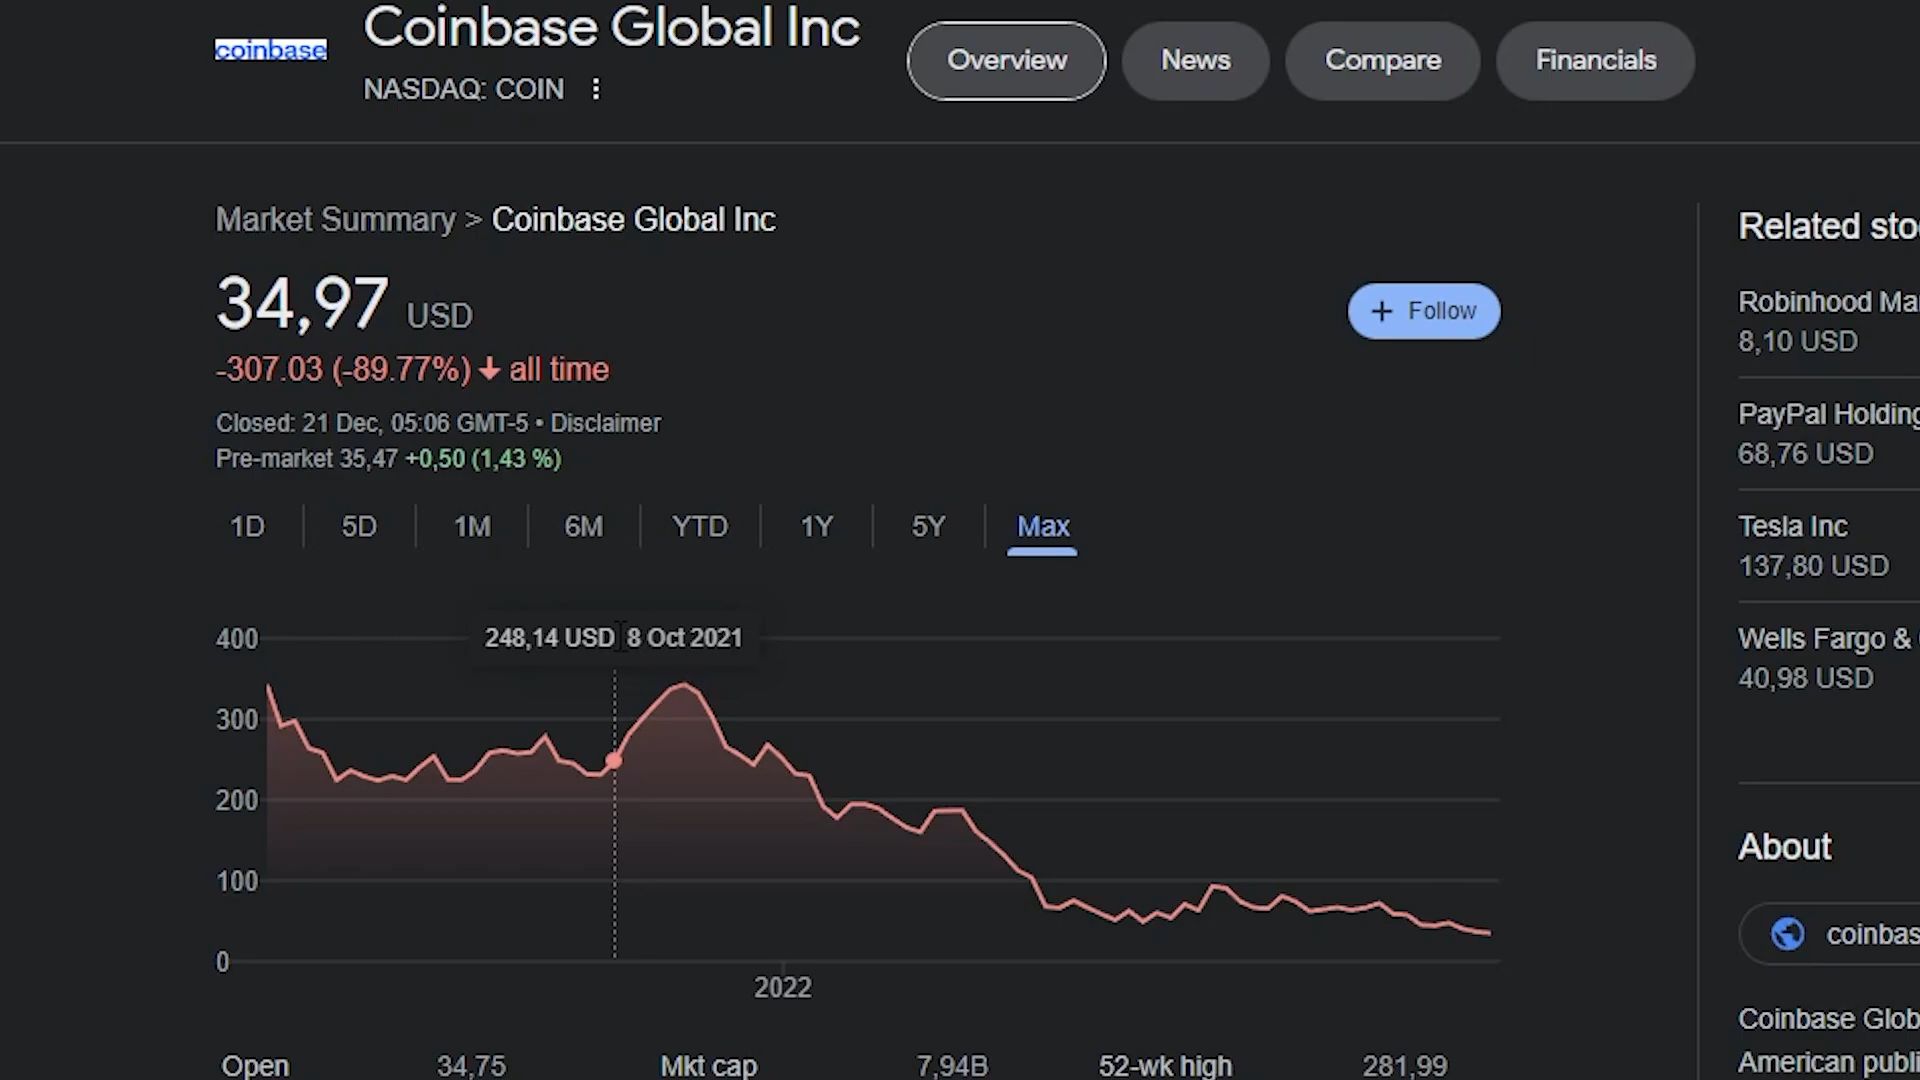 coinbase
Coinbase Global Inc
NASDAQ: COIN
Overview
News
Compare
Financials
Market Summary > Coinbase Global Inc
34,97 USD
-307.03 (-89.77%) ↓ all time
Closed: 21 Dec, 05:06 GMT-5 • Disclaimer
Pre-market 35,47 +0,50 (1,43 %)
+ Follow
1D
5D
1M
6M
YTD
1Y
5Y
Max
248,14 USD 8 Oct 2021
400
300
200
100
0
2022
Open 34,75
Mkt cap 7,94B
52-wk high 281,99
Related sto
Robinhood Ma
8,10 USD
PayPal Holding
68,76 USD
Tesla Inc
137,80 USD
Wells Fargo &
40,98 USD
About
coinbas
Coinbase Glob
American publi